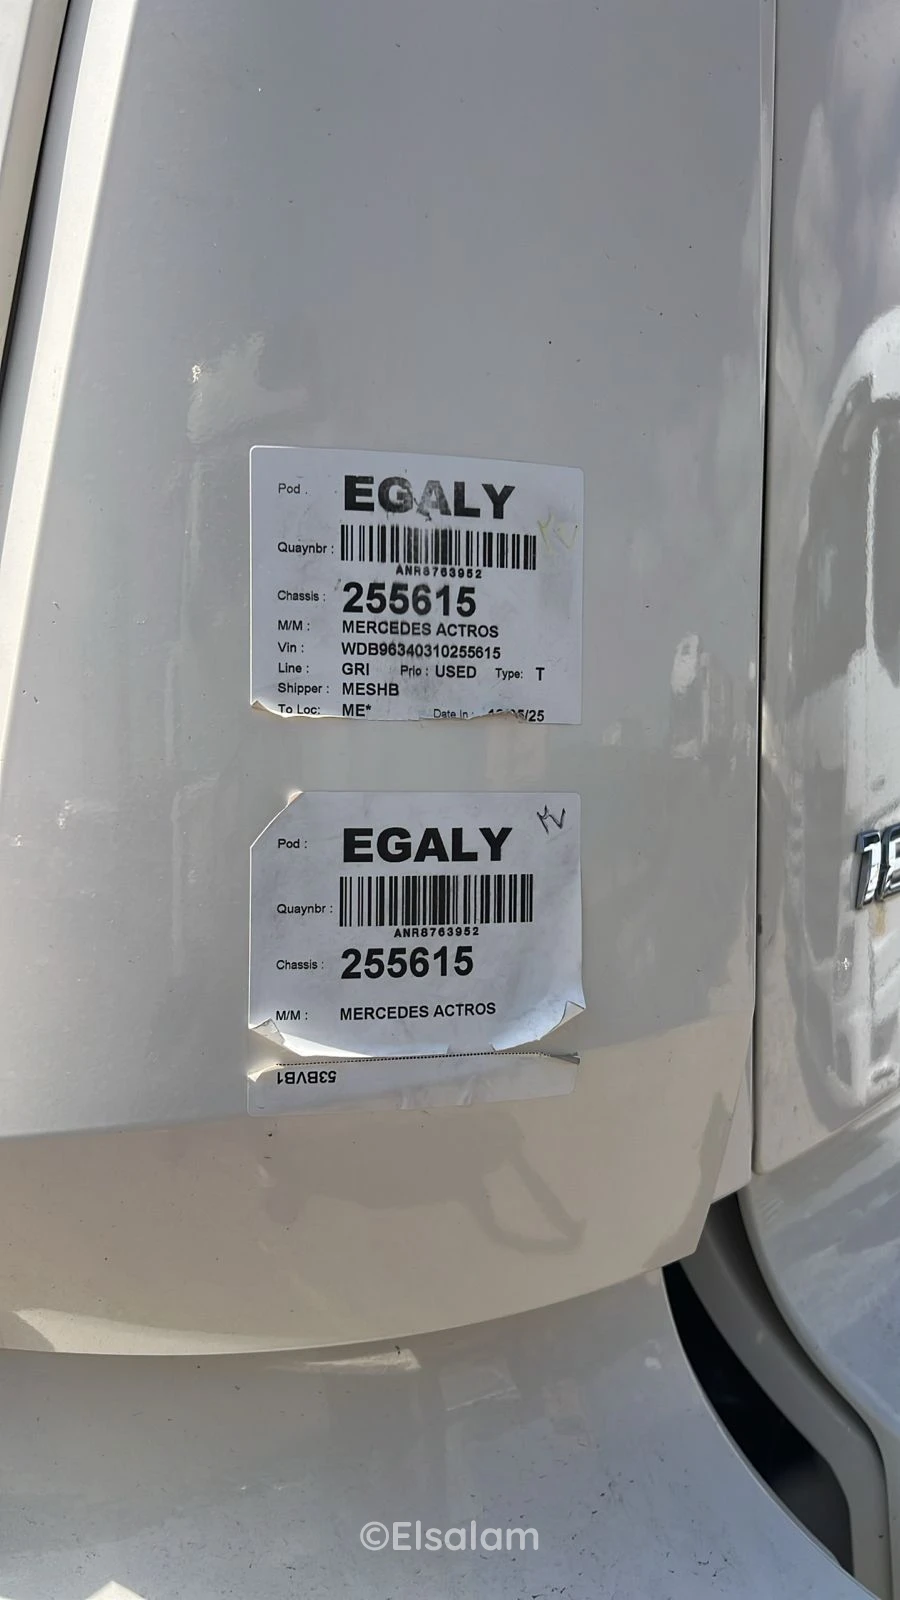 Pod : EGALY
Quaynbr :
ANR8763952
Chassis : 255615
M/M : MERCEDES ACTROS
Vin : WDB96340310255615
Line : GRI Prio : USED Type: T
Shipper : MESHB
To Loc: ME* Date In : /25
Pod : EGALY
Quaynbr :
ANR8763952
Chassis : 255615
M/M : MERCEDES ACTROS
53BVB1
©Elsalam